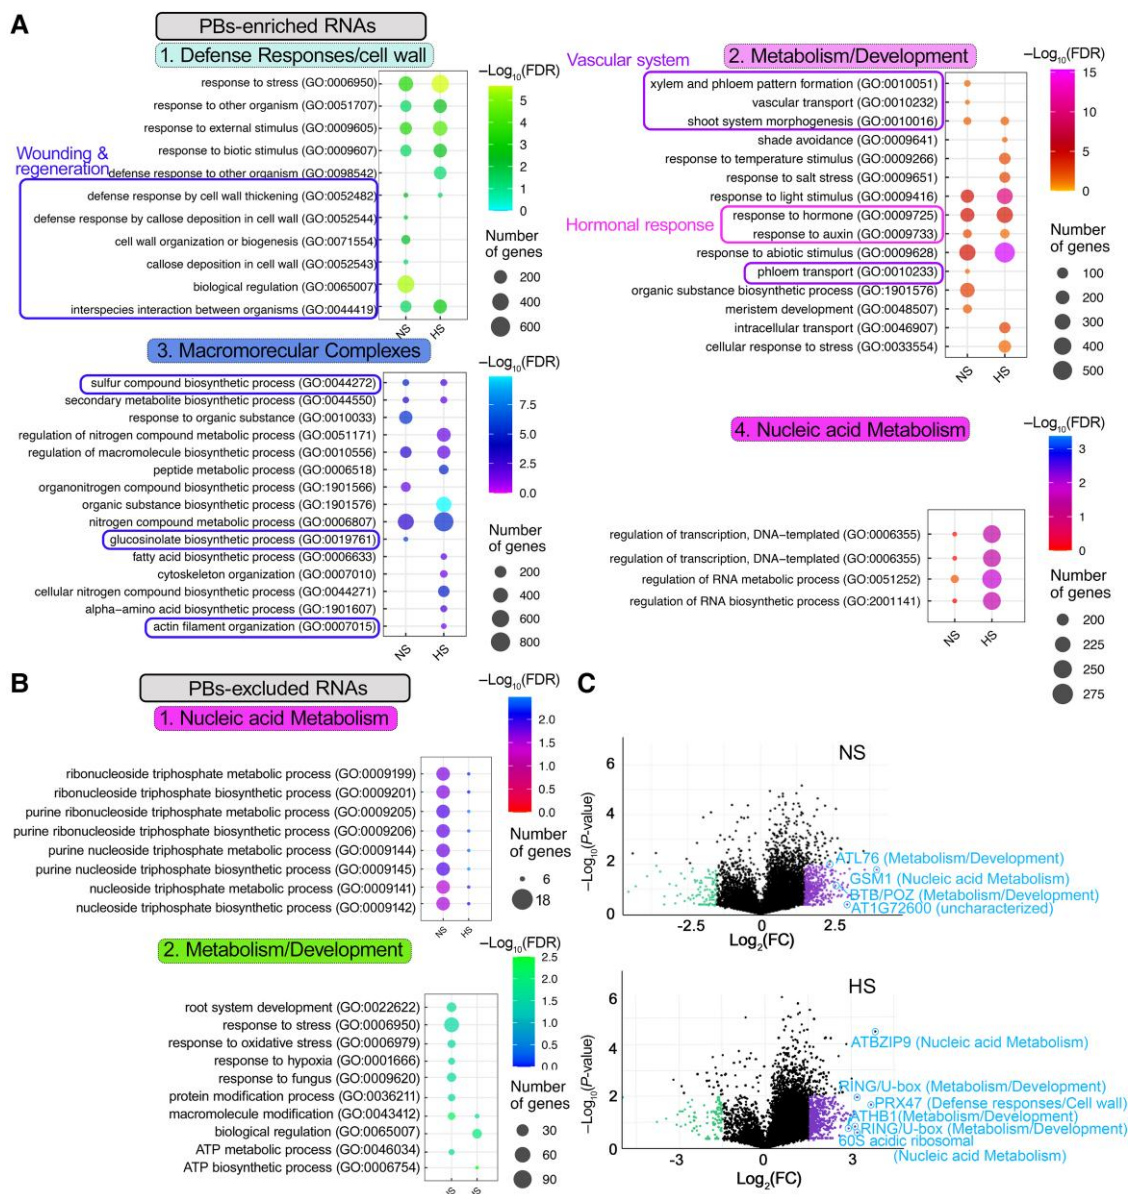 A
PBs-enriched RNAs
1. Defense Responses/cell wall
−Log10(FDR)
response to stress (GO:0006950)
response to other organism (GO:0051707)
response to external stimulus (GO:0009605)
response to biotic stimulus (GO:0009607)
defense response to other organism (GO:0098542)
Wounding &
regeneration
defense response by cell wall thickening (GO:0052482)
defense response by callose deposition in cell wall (GO:0052544)
cell wall organization or biogenesis (GO:0071554)
callose deposition in cell wall (GO:0052543)
biological regulation (GO:0065007)
interspecies interaction between organisms (GO:0044419)
NS
HS
5
4
3
2
1
0
Number
of genes
200
400
600
Vascular system
2. Metabolism/Development
−Log10(FDR)
xylem and phloem pattern formation (GO:0010051)
vascular transport (GO:0010232)
shoot system morphogenesis (GO:0010016)
shade avoidance (GO:0009641)
response to temperature stimulus (GO:0009266)
response to salt stress (GO:0009651)
response to light stimulus (GO:0009416)
Hormonal response
response to hormone (GO:0009725)
response to auxin (GO:0009733)
response to abiotic stimulus (GO:0009628)
phloem transport (GO:0010233)
organic substance biosynthetic process (GO:1901576)
meristem development (GO:0048507)
intracellular transport (GO:0046907)
cellular response to stress (GO:0033554)
NS
HS
15
10
5
0
Number
of genes
100
200
300
400
500
3. Macromorecular Complexes
−Log10(FDR)
sulfur compound biosynthetic process (GO:0044272)
secondary metabolite biosynthetic process (GO:0044550)
response to organic substance (GO:0010033)
regulation of nitrogen compound metabolic process (GO:0051171)
regulation of macromolecule biosynthetic process (GO:0010556)
peptide metabolic process (GO:0006518)
organonitrogen compound biosynthetic process (GO:1901566)
organic substance biosynthetic process (GO:1901576)
nitrogen compound metabolic process (GO:0006807)
glucosinolate biosynthetic process (GO:0019761)
fatty acid biosynthetic process (GO:0006633)
cytoskeleton organization (GO:0007010)
cellular nitrogen compound biosynthetic process (GO:0044271)
alpha−amino acid biosynthetic process (GO:1901607)
actin filament organization (GO:0007015)
NS
HS
7.5
5.0
2.5
0.0
Number
of genes
200
400
600
800
4. Nucleic acid Metabolism
−Log10(FDR)
regulation of transcription, DNA−templated (GO:0006355)
regulation of transcription, DNA−templated (GO:0006355)
regulation of RNA metabolic process (GO:0051252)
regulation of RNA biosynthetic process (GO:2001141)
NS
HS
3
2
1
0
Number
of genes
200
225
250
275
B
PBs-excluded RNAs
1. Nucleic acid Metabolism
−Log10(FDR)
ribonucleoside triphosphate metabolic process (GO:0009199)
ribonucleoside triphosphate biosynthetic process (GO:0009201)
purine ribonucleoside triphosphate metabolic process (GO:0009205)
purine ribonucleoside triphosphate biosynthetic process (GO:0009206)
purine nucleoside triphosphate metabolic process (GO:0009144)
purine nucleoside triphosphate biosynthetic process (GO:0009145)
nucleoside triphosphate metabolic process (GO:0009141)
nucleoside triphosphate biosynthetic process (GO:0009142)
NS
HS
2.0
1.5
1.0
0.5
0.0
Number
of genes
6
18
2. Metabolism/Development
−Log10(FDR)
root system development (GO:0022622)
response to stress (GO:0006950)
response to oxidative stress (GO:0006979)
response to hypoxia (GO:0001666)
response to fungus (GO:0009620)
protein modification process (GO:0036211)
macromolecule modification (GO:0043412)
biological regulation (GO:0065007)
ATP metabolic process (GO:0046034)
ATP biosynthetic process (GO:0006754)
2.5
2.0
1.5
1.0
0.5
0.0
Number
of genes
30
60
90
C
NS
6
4
2
0
−Log10(P-value)
ATL76 (Metabolism/Development)
GSM1 (Nucleic acid Metabolism)
BTB/POZ (Metabolism/Development)
AT1G72600 (uncharacterized)
-2.5
0
2.5
Log2(FC)
HS
6
4
2
0
−Log10(P-value)
ATBZIP9 (Nucleic acid Metabolism)
RING/U-box (Metabolism/Development)
PRX47 (Defense responses/Cell wall)
ATHB1(Metabolism/Development)
RING/U-box (Metabolism/Development)
60S acidic ribosomal
(Nucleic acid Metabolism)
-3
0
3
Log2(FC)